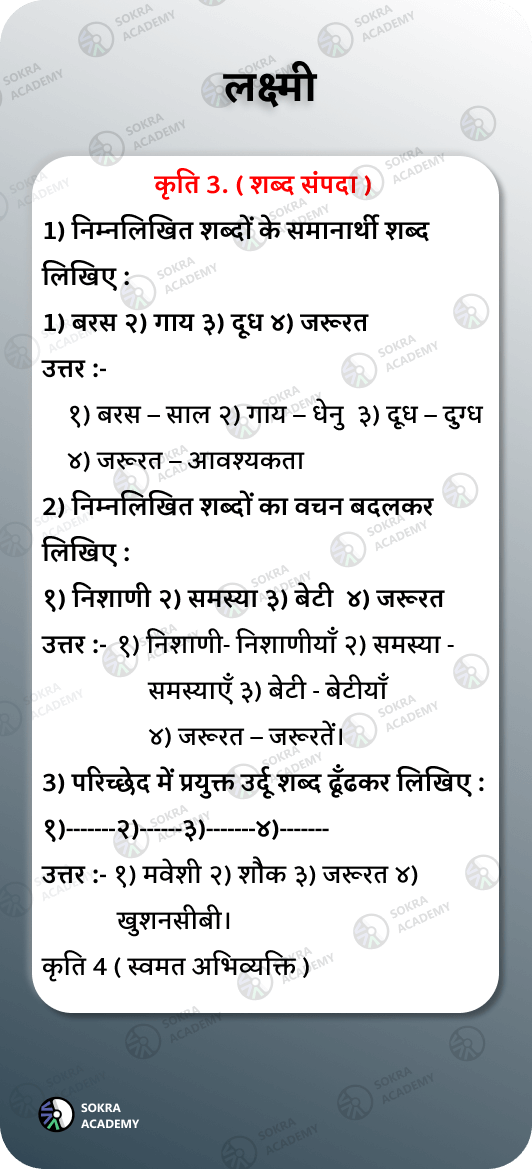 लक्ष्मी
कृति 3. ( शब्द संपदा )
1) निम्नलिखित शब्दों के समानार्थी शब्द
लिखिए :
1) बरस २) गाय ३) दूध ४) जरूरत
उत्तर :-
१) बरस – साल २) गाय – धेनु ३) दूध – दुग्ध
४) जरूरत – आवश्यकता
2) निम्नलिखित शब्दों का वचन बदलकर
लिखिए :
१) निशाणी २) समस्या ३) बेटी ४) जरूरत
उत्तर :- १) निशाणी- निशाणीयाँ २) समस्या -
समस्याएँ ३) बेटी - बेटीयाँ
४) जरूरत – जरूरतें।
3) परिच्छेद में प्रयुक्त उर्दू शब्द ढूँढकर लिखिए :
१)-------२)------३)-------४)-------
उत्तर :- १) मवेशी २) शौक ३) जरूरत ४)
खुशनसीबी।
कृति 4 ( स्वमत अभिव्यक्ति )
SOKRA
ACADEMY